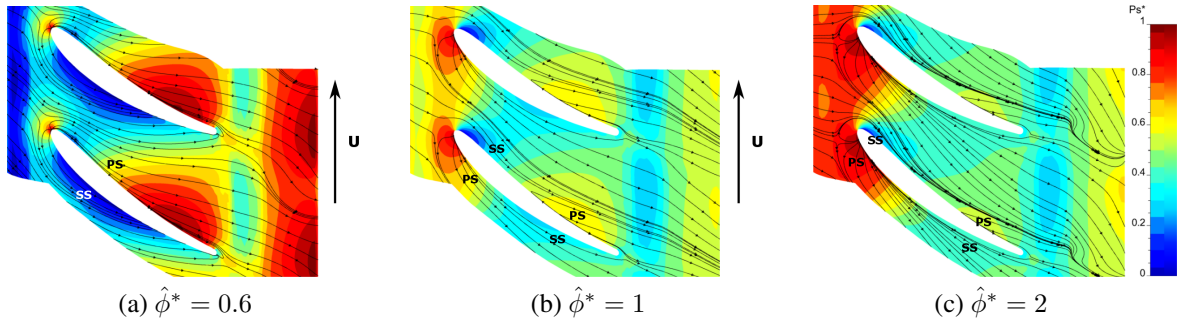 PS
SS
U
(a) $\hat{\phi}^* = 0.6$
SS
PS
PS
SS
U
(b) $\hat{\phi}^* = 1$
SS
PS
PS
SS
(c) $\hat{\phi}^* = 2$
Ps*
1
0.8
0.6
0.4
0.2
0